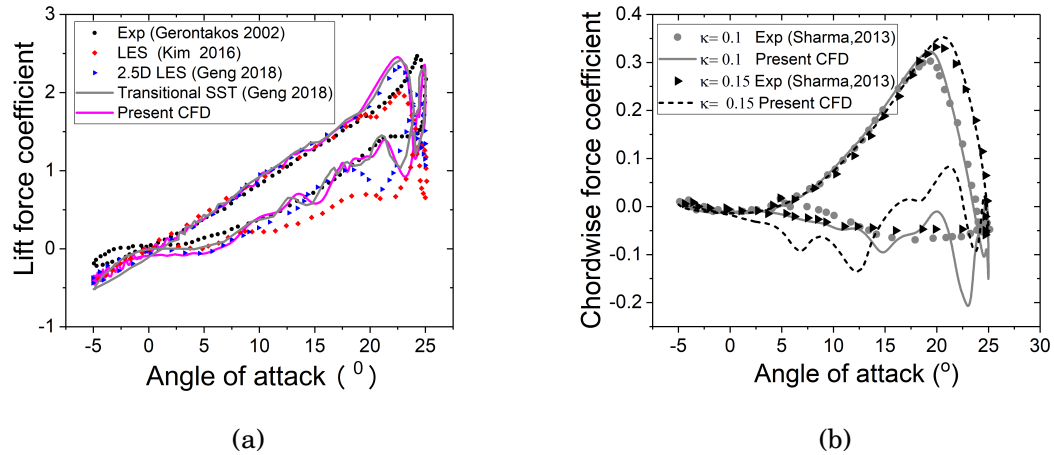 3
2
1
0
-1
Lift force coefficient
Exp (Gerontakos 2002)
LES (Kim 2016)
2.5D LES (Geng 2018)
Transitional SST (Geng 2018)
Present CFD
-5 0 5 10 15 20 25
Angle of attack ( 0 )
(a)
0.4
0.3
0.2
0.1
0.0
-0.1
-0.2
Chordwise force coefficient
κ= 0.1 Exp (Sharma,2013)
κ= 0.1 Present CFD
κ= 0.15 Exp (Sharma,2013)
κ= 0.15 Present CFD
-5 0 5 10 15 20 25 30
Angle of attack (o)
(b)